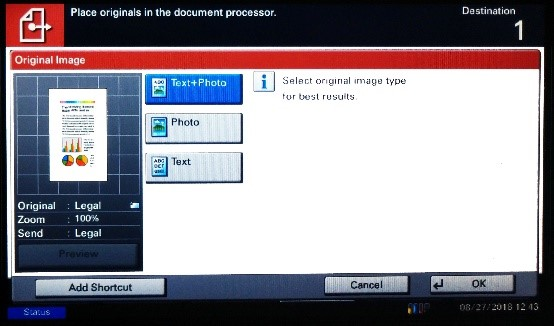 Place originals in the document processor.
Destination
1
Original Image
Text+Photo
Select original image type
for best results.
Photo
ABC
DEF
Text
Original : Legal
Zoom : 100%
Send : Legal
Preview
Add Shortcut
Cancel
OK
Status
08/27/2018 12:43